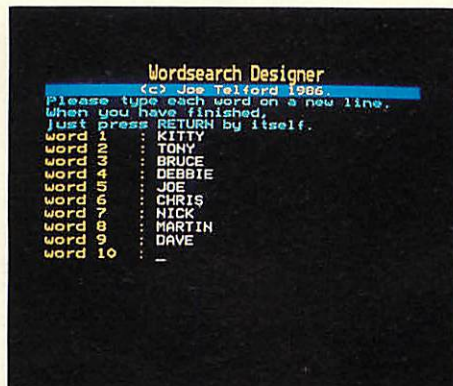 Wordsearch Designer
(c) Joe Telford 1986.
Please type each word on a new line.
When you have finished,
just press RETURN by itself.
word 1 : KITTY
word 2 : TONY
word 3 : BRUCE
word 4 : DEBBIE
word 5 : JOE
word 6 : CHRIS
word 7 : NICK
word 8 : MARTIN
word 9 : DAVE
word 10 : _